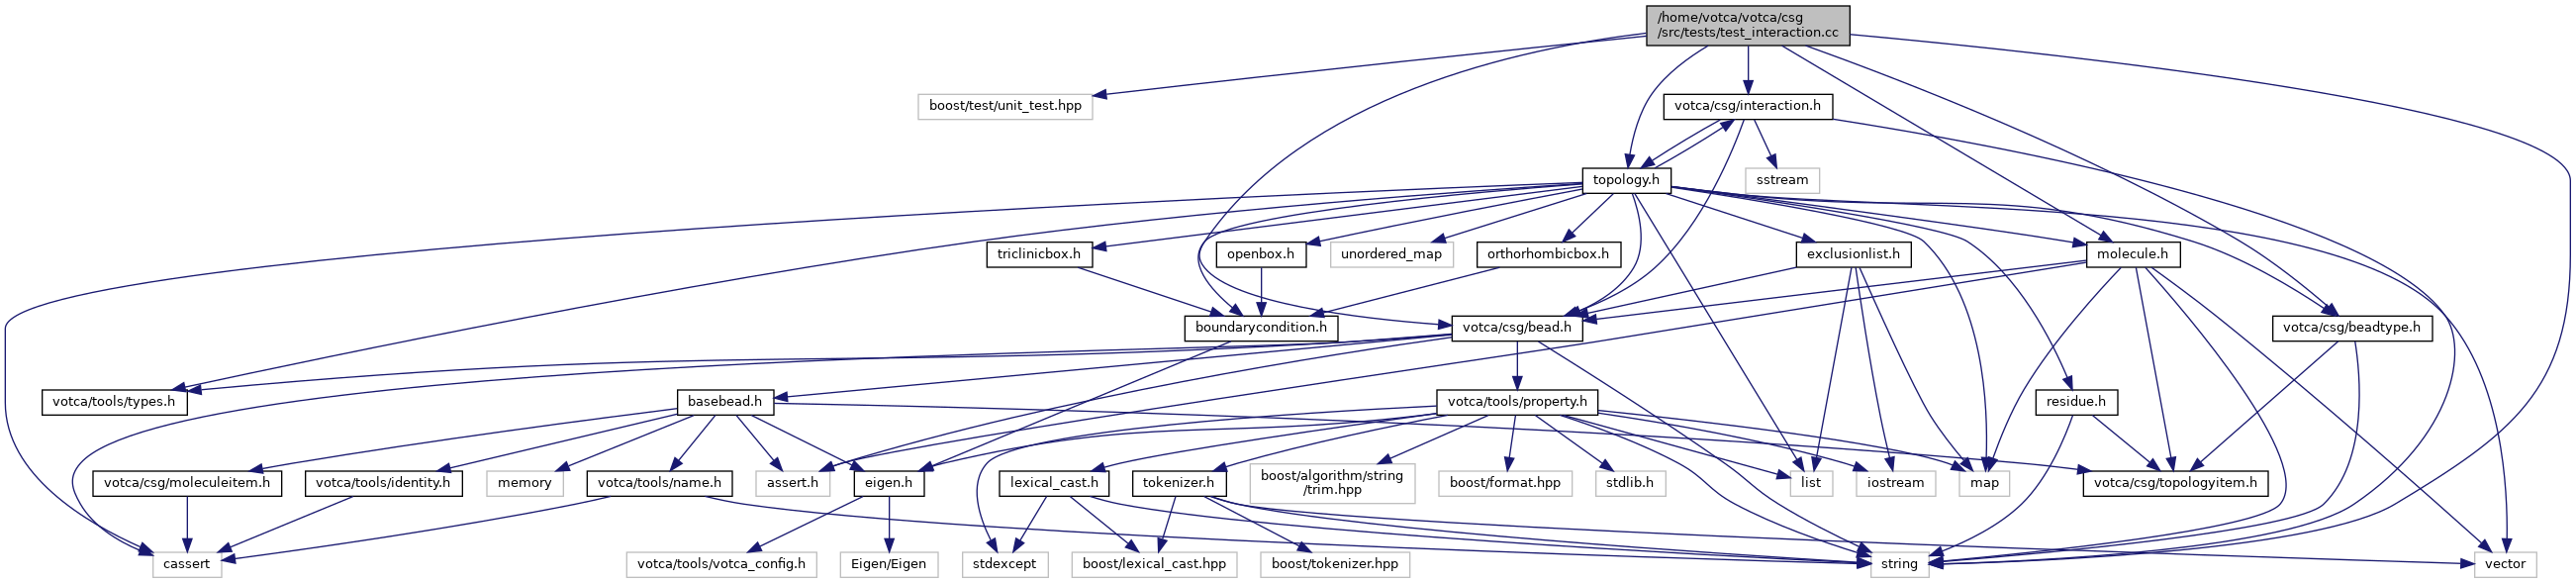 /home/votca/votca/csg
/src/tests/test_interaction.cc
boost/test/unit_test.hpp
votca/csg/interaction.h
topology.h
sstream
triclinicbox.h
openbox.h
unordered_map
orthorhombicbox.h
exclusionlist.h
molecule.h
boundarycondition.h
votca/csg/bead.h
votca/csg/beadtype.h
votca/tools/types.h
basebead.h
votca/tools/property.h
residue.h
votca/csg/moleculeitem.h
votca/tools/identity.h
memory
votca/tools/name.h
assert.h
eigen.h
lexical_cast.h
tokenizer.h
boost/algorithm/string
/trim.hpp
boost/format.hpp
stdlib.h
list
iostream
map
votca/csg/topologyitem.h
cassert
votca/tools/votca_config.h
Eigen/Eigen
stdexcept
boost/lexical_cast.hpp
boost/tokenizer.hpp
string
vector